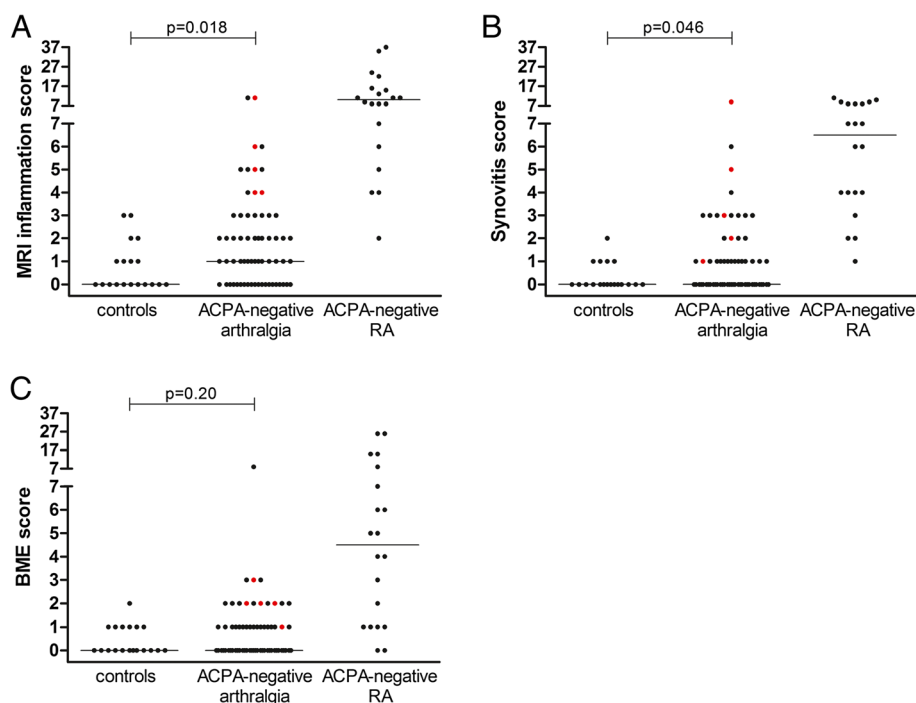 A
p=0.018
MRI inflammation score
37
27
17
7
7
6
5
4
3
2
1
0
controls
ACPA-negative
arthralgia
ACPA-negative
RA
B
p=0.046
Synovitis score
37
27
17
7
7
6
5
4
3
2
1
0
controls
ACPA-negative
arthralgia
ACPA-negative
RA
C
p=0.20
BME score
37
27
17
7
7
6
5
4
3
2
1
0
controls
ACPA-negative
arthralgia
ACPA-negative
RA